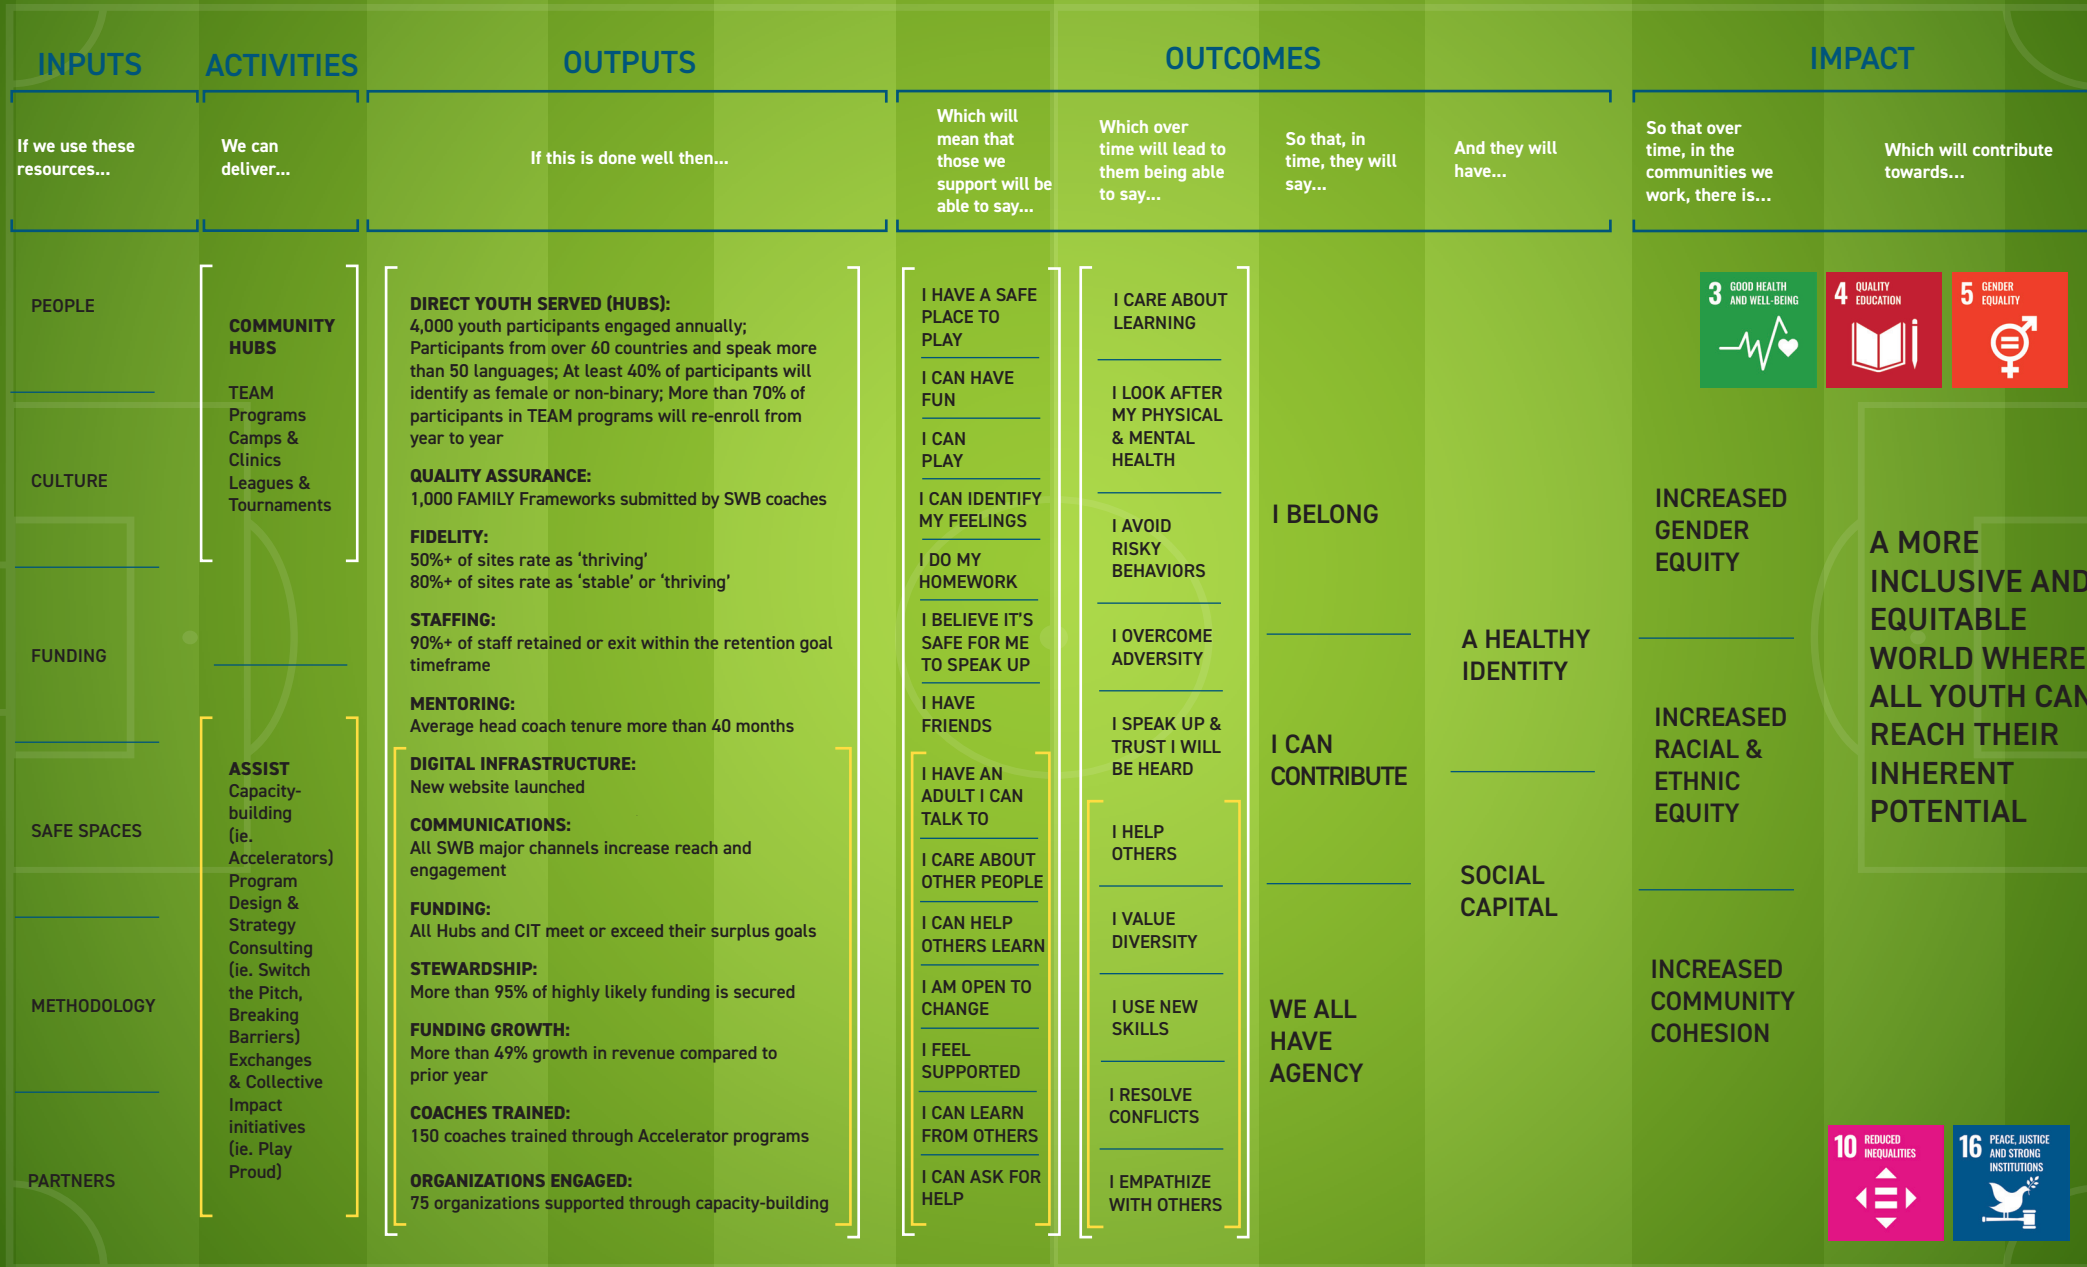 INPUTS
ACTIVITIES
OUTPUTS
OUTCOMES
IMPACT
If we use these
resources...
We can
deliver...
If this is done well then...
Which will
mean that
those we
support will be
able to say...
Which over
time will lead to
them being able
to say...
So that, in
time, they will
say...
And they will
have...
So that over
time, in the
communities we
work, there is...
Which will contribute
towards...
PEOPLE
CULTURE
FUNDING
SAFE SPACES
METHODOLOGY
PARTNERS
COMMUNITY
HUBS
TEAM
Programs
Camps &
Clinics
Leagues &
Tournaments
ASSIST
Capacity-
building
(ie.
Accelerators)
Program
Design &
Strategy
Consulting
(ie. Switch
the Pitch,
Breaking
Barriers)
Exchanges
& Collective
Impact
initiatives
(ie. Play
Proud)
DIRECT YOUTH SERVED (HUBS):
4,000 youth participants engaged annually;
Participants from over 60 countries and speak more
than 50 languages; At least 40% of participants will
identify as female or non-binary; More than 70% of
participants in TEAM programs will re-enroll from
year to year
QUALITY ASSURANCE:
1,000 FAMILY Frameworks submitted by SWB coaches
FIDELITY:
50%+ of sites rate as ‘thriving’
80%+ of sites rate as ‘stable’ or ‘thriving’
STAFFING:
90%+ of staff retained or exit within the retention goal
timeframe
MENTORING:
Average head coach tenure more than 40 months
DIGITAL INFRASTRUCTURE:
New website launched
COMMUNICATIONS:
All SWB major channels increase reach and
engagement
FUNDING:
All Hubs and CIT meet or exceed their surplus goals
STEWARDSHIP:
More than 95% of highly likely funding is secured
FUNDING GROWTH:
More than 49% growth in revenue compared to
prior year
COACHES TRAINED:
150 coaches trained through Accelerator programs
ORGANIZATIONS ENGAGED:
75 organizations supported through capacity-building
I HAVE A SAFE
PLACE TO
PLAY
I CAN HAVE
FUN
I CAN
PLAY
I CAN IDENTIFY
MY FEELINGS
I DO MY
HOMEWORK
I BELIEVE IT’S
SAFE FOR ME
TO SPEAK UP
I HAVE
FRIENDS
I HAVE AN
ADULT I CAN
TALK TO
I CARE ABOUT
OTHER PEOPLE
I CAN HELP
OTHERS LEARN
I AM OPEN TO
CHANGE
I FEEL
SUPPORTED
I CAN LEARN
FROM OTHERS
I CAN ASK FOR
HELP
I CARE ABOUT
LEARNING
I LOOK AFTER
MY PHYSICAL
& MENTAL
HEALTH
I AVOID
RISKY
BEHAVIORS
I OVERCOME
ADVERSITY
I SPEAK UP &
TRUST I WILL
BE HEARD
I HELP
OTHERS
I VALUE
DIVERSITY
I USE NEW
SKILLS
I RESOLVE
CONFLICTS
I EMPATHIZE
WITH OTHERS
I BELONG
I CAN
CONTRIBUTE
WE ALL
HAVE
AGENCY
A HEALTHY
IDENTITY
SOCIAL
CAPITAL
INCREASED
GENDER
EQUITY
INCREASED
RACIAL &
ETHNIC
EQUITY
INCREASED
COMMUNITY
COHESION
3 GOOD HEALTH
AND WELL-BEING
4 QUALITY
EDUCATION
5 GENDER
EQUALITY
A MORE
INCLUSIVE AND
EQUITABLE
WORLD WHERE
ALL YOUTH CAN
REACH THEIR
INHERENT
POTENTIAL
10 REDUCED
INEQUALITIES
16 PEACE, JUSTICE
AND STRONG
INSTITUTIONS